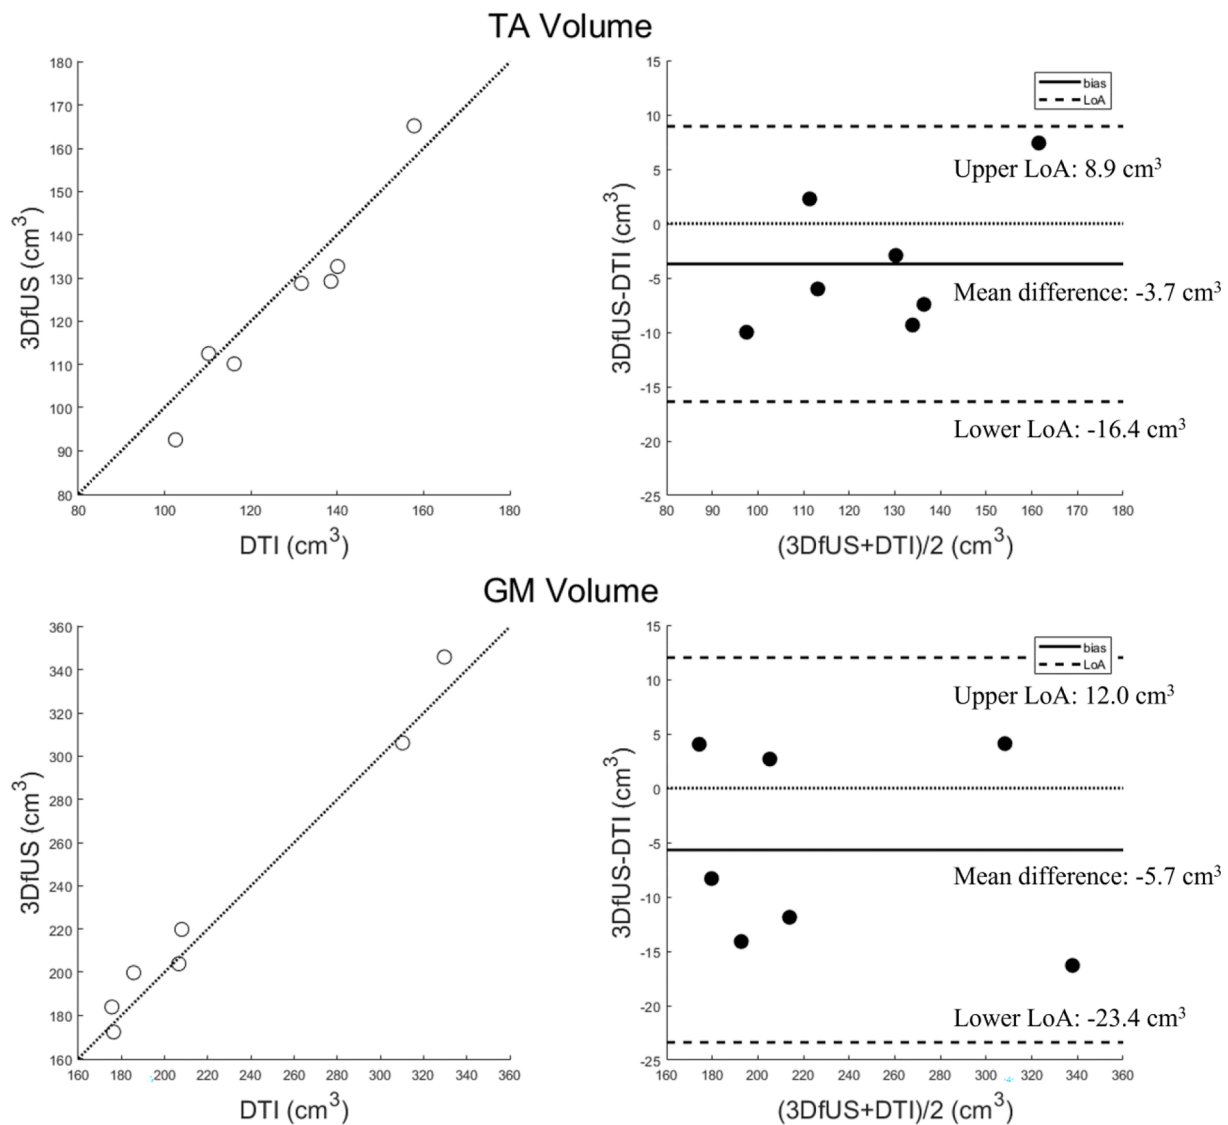 TA Volume
180
170
160
150
140
130
120
110
100
90
80
3DfUS (cm³)
80 100 120 140 160 180
DTI (cm³)
15
10
5
0
-5
-10
-15
-20
-25
3DfUS-DTI (cm³)
bias
LoA
Upper LoA: 8.9 cm³
Mean difference: -3.7 cm³
Lower LoA: -16.4 cm³
80 90 100 110 120 130 140 150 160 170 180
(3DfUS+DTI)/2 (cm³)
GM Volume
360
340
320
300
280
260
240
220
200
180
160
3DfUS (cm³)
160 180 200 220 240 260 280 300 320 340 360
DTI (cm³)
15
10
5
0
-5
-10
-15
-20
-25
3DfUS-DTI (cm³)
bias
LoA
Upper LoA: 12.0 cm³
Mean difference: -5.7 cm³
Lower LoA: -23.4 cm³
160 180 200 220 240 260 280 300 320 340 360
(3DfUS+DTI)/2 (cm³)